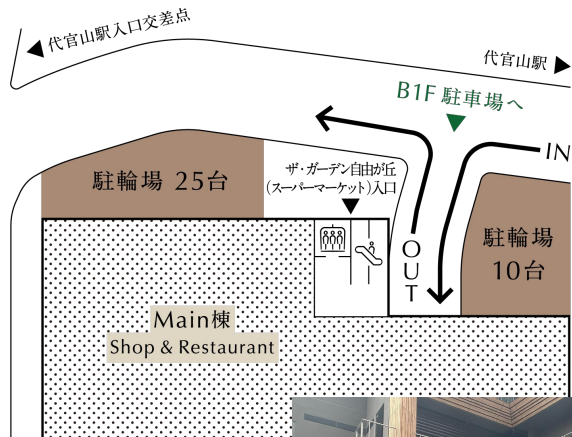 代官山駅入口交差点
代官山駅
B1F 駐車場へ
IN
ザ・ガーデン自由が丘
(スーパーマーケット)入口
駐輪場 25台
OUT
駐輪場
10台
Main棟
Shop & Restaurant